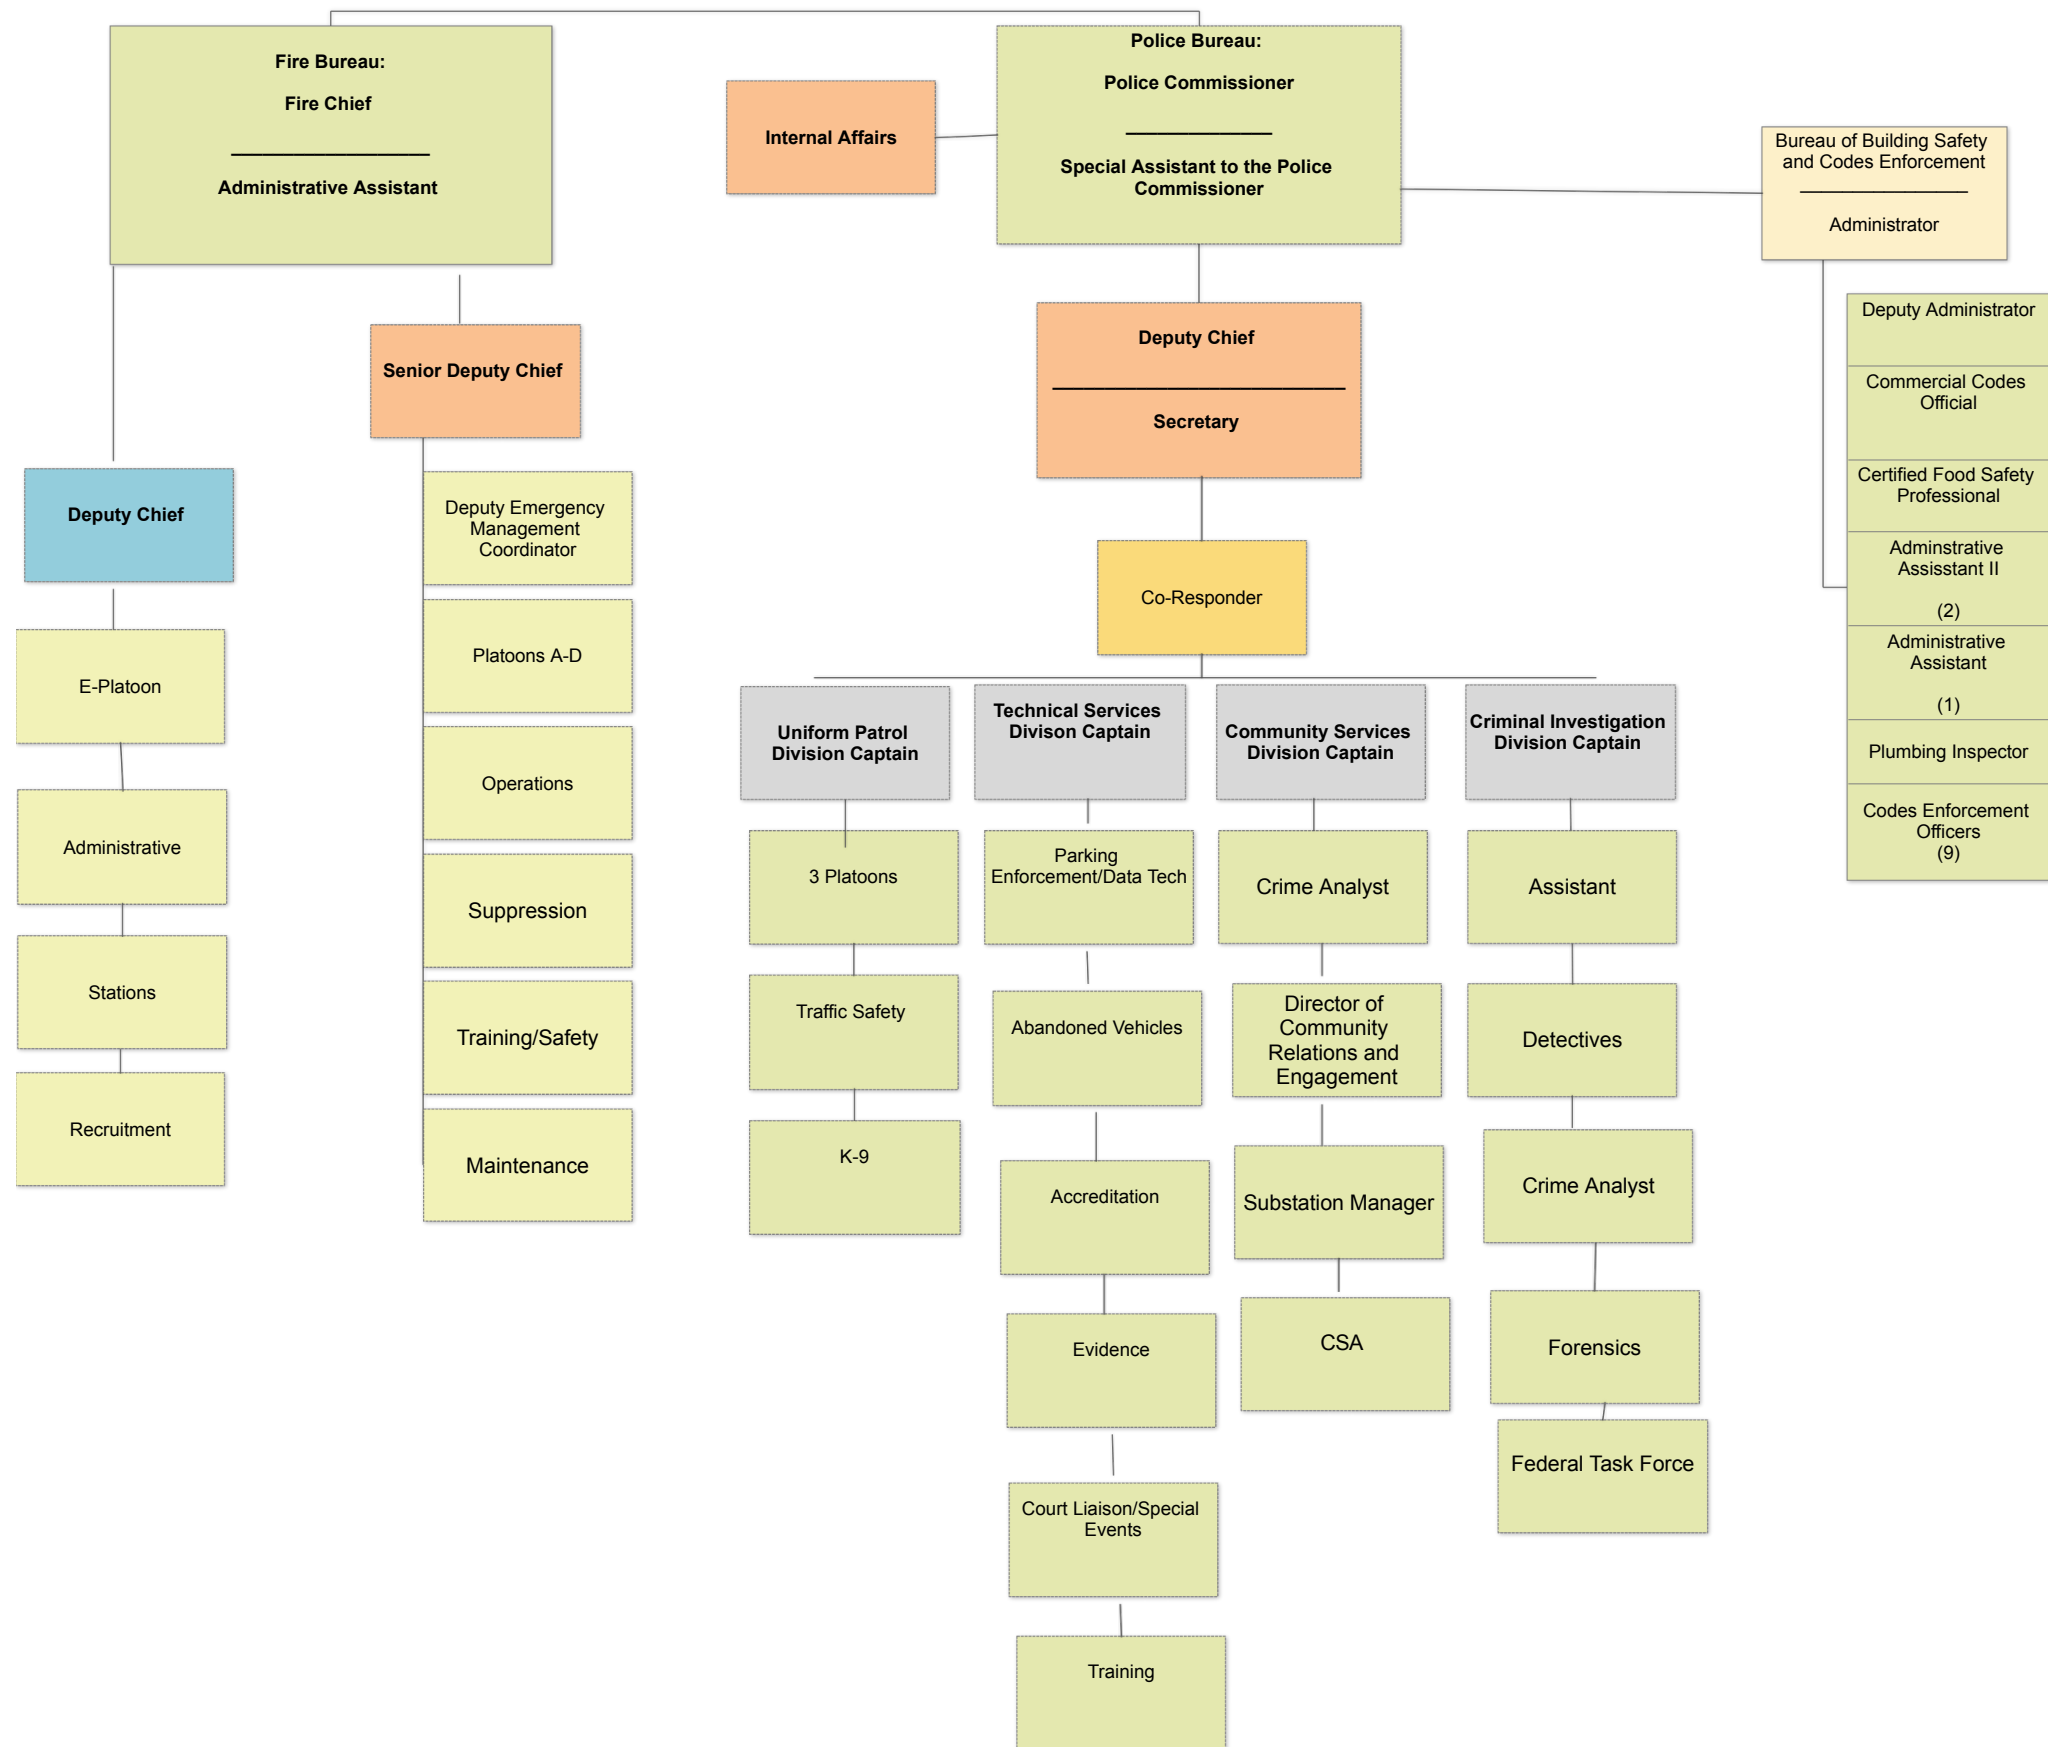 Fire Bureau:
Fire Chief
Administrative Assistant
Police Bureau:
Police Commissioner
Special Assistant to the Police
Commissioner
Internal Affairs
Bureau of Building Safety
and Codes Enforcement
Administrator
Senior Deputy Chief
Deputy Chief
Deputy Chief
Secretary
Deputy Administrator
Commercial Codes
Official
Certified Food Safety
Professional
Adminstrative
Assisstant II
(2)
Administrative
Assistant
(1)
Plumbing Inspector
Codes Enforcement
Officers
(9)
E-Platoon
Administrative
Stations
Recruitment
Deputy Emergency
Management
Coordinator
Platoons A-D
Operations
Suppression
Training/Safety
Maintenance
Co-Responder
Uniform Patrol
Division Captain
3 Platoons
Traffic Safety
K-9
Technical Services
Divison Captain
Parking
Enforcement/Data Tech
Abandoned Vehicles
Accreditation
Evidence
Court Liaison/Special
Events
Training
Community Services
Division Captain
Crime Analyst
Director of
Community
Relations and
Engagement
Substation Manager
CSA
Criminal Investigation
Division Captain
Assistant
Detectives
Crime Analyst
Forensics
Federal Task Force